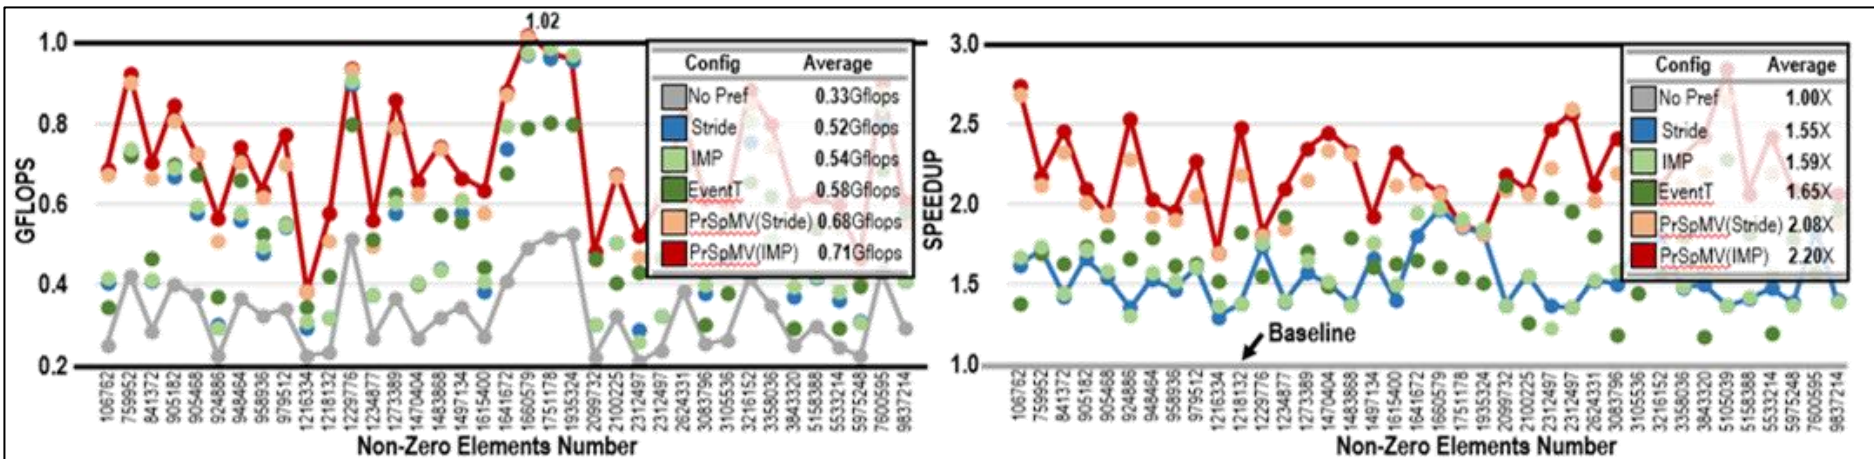 1.02
1.0
0.8
0.6
0.4
0.2
GFLOPS
Config Average
No Pref 0.33Gflops
Stride 0.52Gflops
IMP 0.54Gflops
EventT 0.58Gflops
PrSpMV(Stride) 0.68Gflops
PrSpMV(IMP) 0.71Gflops
106762 759952 841372 905182 905468 924886 948464 958936 979512 1216334 1218132 1229776 1234877 1273389 1470404 1483868 1497134 1615400 1641672 1660579 1751178 1935324 2099732 2100225 2312497 2312497 2624331 3083796 3105536 3216152 3358036 3843320 5158388 5533214 5975248 7600595 9837214
Non-Zero Elements Number
3.0
2.5
2.0
1.5
1.0
SPEEDUP
Config Average
No Pref 1.00X
Stride 1.55X
IMP 1.59X
EventT 1.65X
PrSpMV(Stride) 2.08X
PrSpMV(IMP) 2.20X
Baseline
106762 759952 841372 905182 905468 924886 948464 958936 979512 1216334 1218132 1229776 1234877 1273389 1470404 1483868 1497134 1615400 1641672 1660579 1751178 1935324 2099732 2100225 2312497 2312497 2624331 3083796 3105536 3216152 3358036 3843320 5105039 5158388 5533214 5975248 7600595 9837214
Non-Zero Elements Number